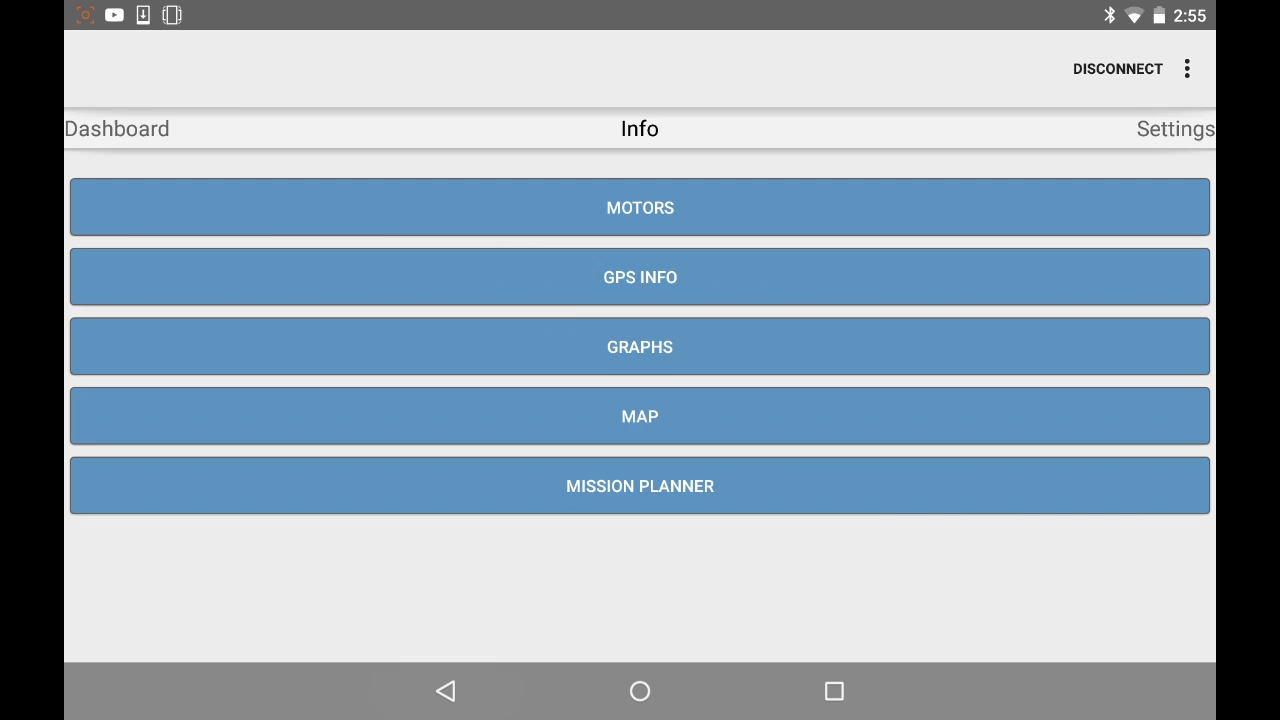 2:55
DISCONNECT
Dashboard
Info
Settings
MOTORS
GPS INFO
GRAPHS
MAP
MISSION PLANNER